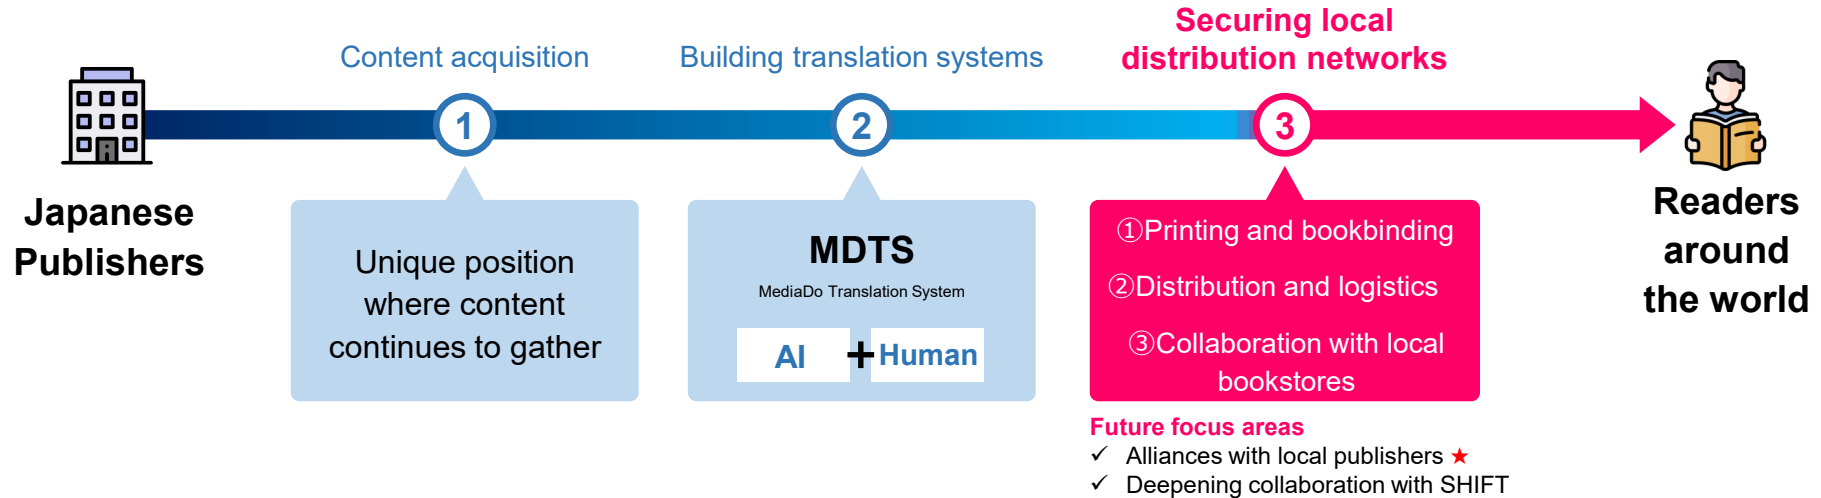 Japanese
Publishers
Content acquisition
1
Unique position
where content
continues to gather
Building translation systems
2
MDTS
MediaDo Translation System
AI + Human
Securing local
distribution networks
3
①Printing and bookbinding
②Distribution and logistics
③Collaboration with local
bookstores
Future focus areas
✓ Alliances with local publishers ★
✓ Deepening collaboration with SHIFT
Readers
around
the world